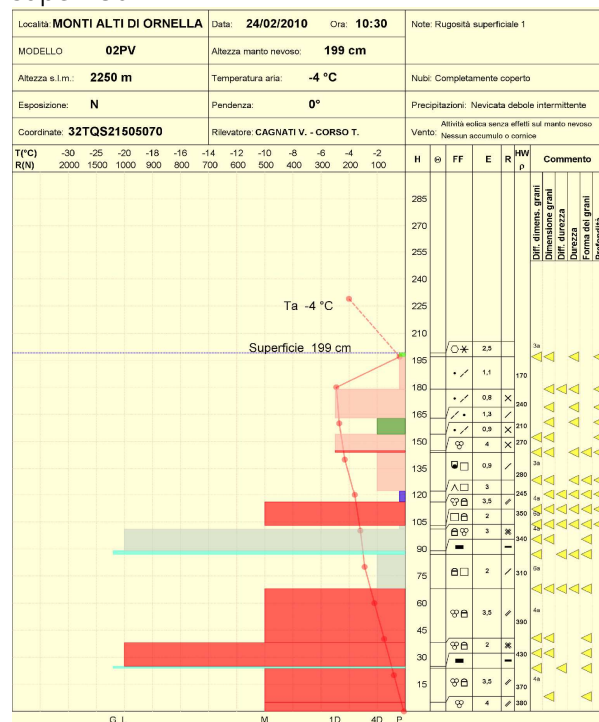 Località: MONTI ALTI DI ORNELLA Data: 24/02/2010 Ora: 10:30 Note: Rugosità superficiale 1
MODELLO 02PV Altezza manto nevoso: 199 cm
Altezza s.l.m.: 2250 m Temperatura aria: -4 °C Nubi: Completamente coperto
Esposizione: N Pendenza: 0° Precipitazioni: Nevicata debole intermittente
Coordinate: 32TQS21505070 Rilevatore: CAGNATI V. - CORSO T. Vento: Attività eolica senza effetti sul manto nevoso
Nessun accumulo o cornice
T(°C) -30 -25 -20 -18 -16 -14 -12 -10 -8 -6 -4 -2 H Θ FF E R HW Commento
R(N) 2000 1500 1000 900 800 700 600 500 400 300 200 100 ρ
Diff. dimens. grani
Dimensione grani
Diff. durezza
Durezza
Forma dei grani
285
270
255
240
Ta -4 °C
225
210
Superficie 199 cm
2,5 3a
195
1,1 170
180
0,8 240
165
1,3
0,9 210
150
4 270
135
0,9 3a 280
3
120
3,5 245 4a
105
2 350
3 340 4a
90
75
2 310 6a
60
3,5 390 4a
45
2 430
30
15
3,5 370 4a
4 380
G I M 1D 4D P